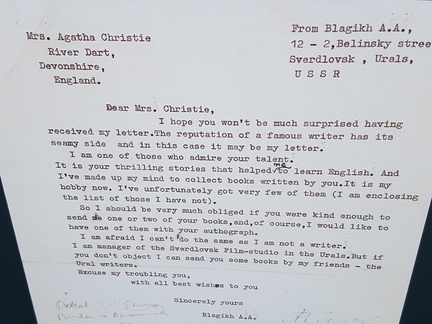 Mrs. Agatha Christie
River Dart,
Devonshire,
England.
From Blagikh A.A.,
12 - 2,Belinsky stree
Sverdlovsk , Urals,
U S S R
Dear Mrs. Christie,
I hope you won't be much surprised having
received my letter.The reputation of a famous writer has its
seamy side and in this case it may be my letter.
I am one of those who admire your talent.
It is your thrilling stories that helped me to learn English. And
I've made up my mind to collect books written by you.It is my
hobby now. I've unfortunately got very few of them (I am enclosing
the list of those I have not).
So I should be very much obliged if you were kind enough to
send me one or two of your books,and,of course,I would like to
have one of them with your authograph.
I am afraid I can't do the same as I am not a writer.
I am manager of the Sverdlovsk Film-studio in the Urals.But if
you don't object I can send you some books by my friends - the
Ural writers.
Excuse my troubling you,
with all best wishes to you
Sincerely yours
Blagikh A.A.